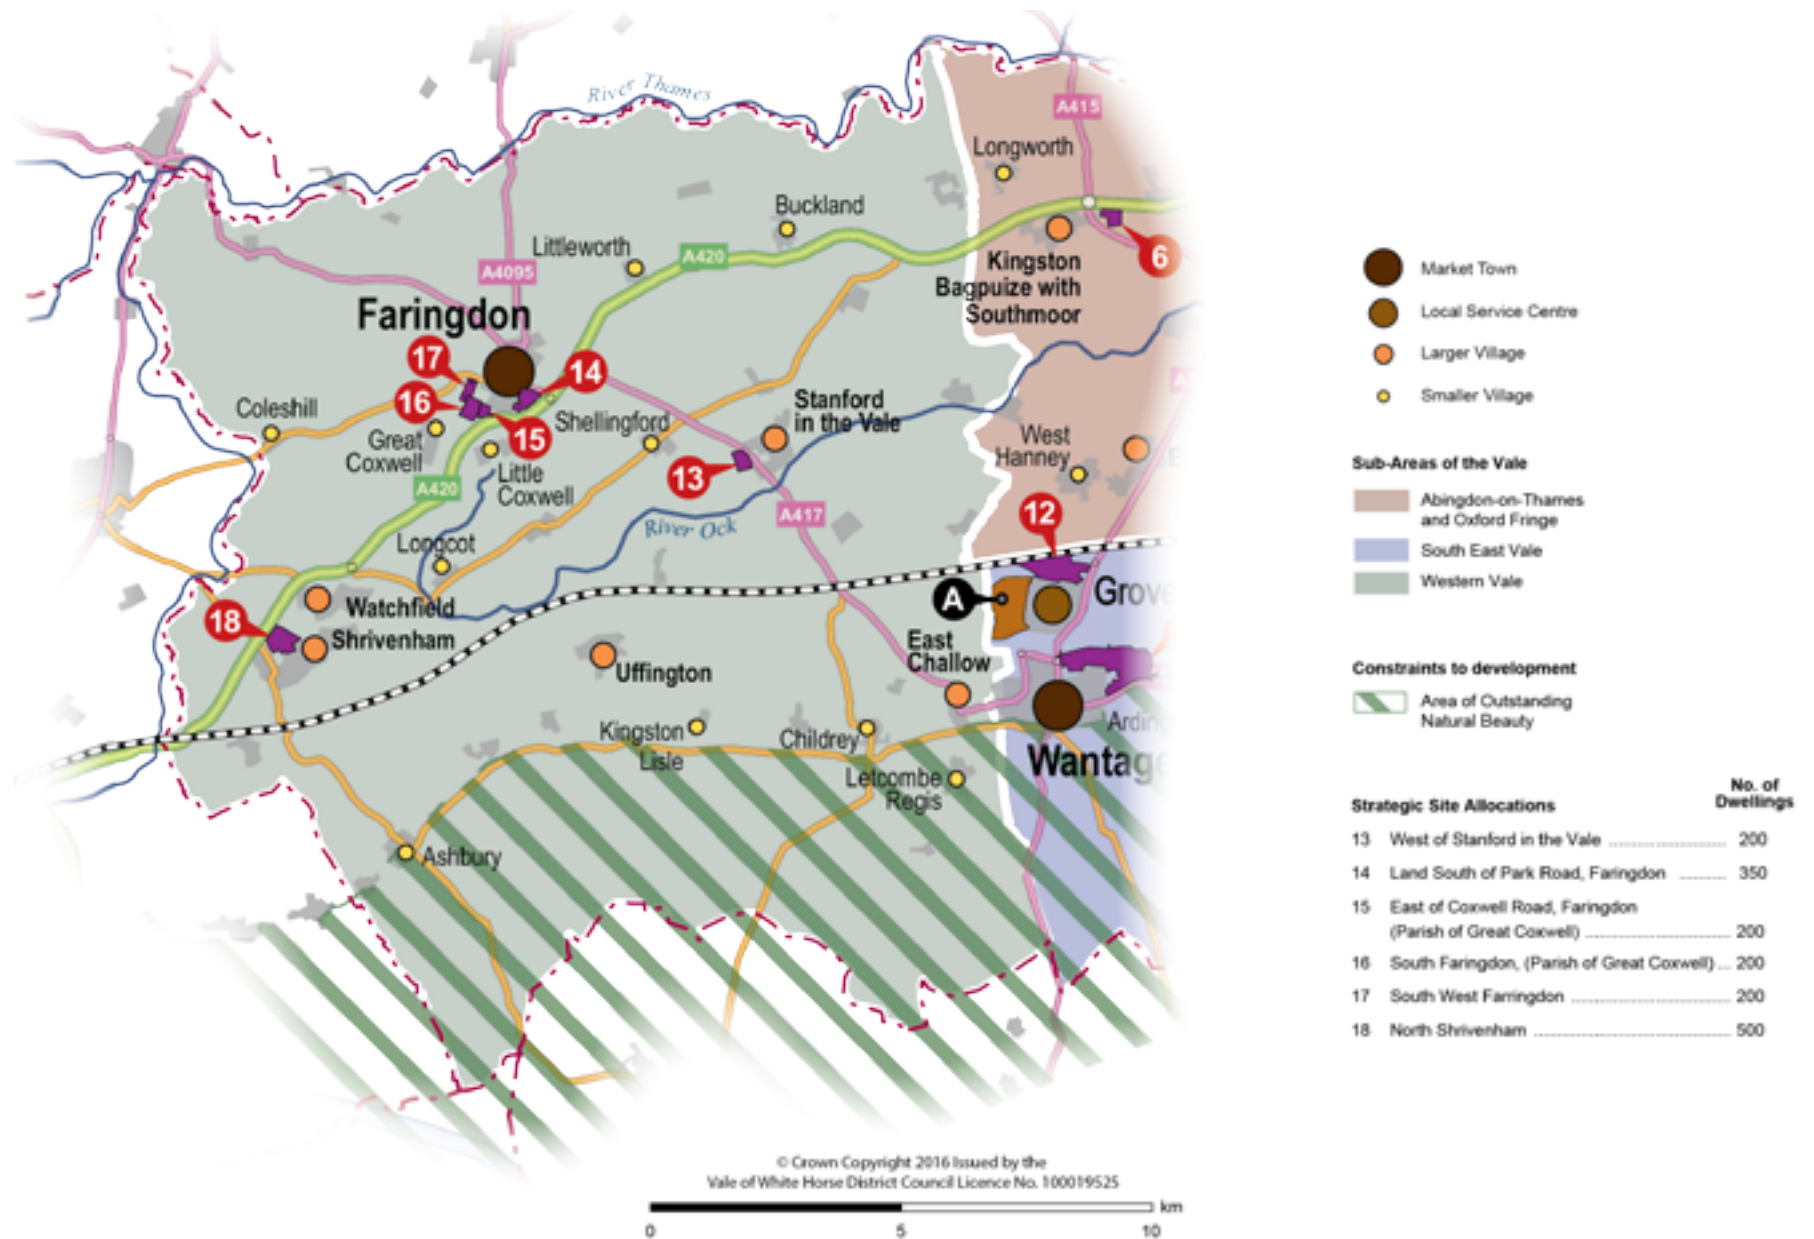 River Thames
A415
Longworth
Buckland
Littleworth
A420
A4095
6
Kingston
Bagpuize with
Southmoor
Faringdon
17
14
16
15
Coleshill
Great
Coxwell
Shellingford
Stanford
in the Vale
Little
Coxwell
West
Hanney
13
A420
A417
12
River Ock
Longcot
Watchfield
18
Shrivenham
A
Grove
East
Challow
Uffington
Kingston
Lisle
Childrey
Wantage
Letcombe
Regis
Ashbury
Market Town
Local Service Centre
Larger Village
Smaller Village
Sub-Areas of the Vale
Abingdon-on-Thames
and Oxford Fringe
South East Vale
Western Vale
Constraints to development
Area of Outstanding
Natural Beauty
Strategic Site Allocations
No. of
Dwellings
13 West of Stanford in the Vale 200
14 Land South of Park Road, Faringdon 350
15 East of Coxwell Road, Faringdon
(Parish of Great Coxwell) 200
16 South Faringdon, (Parish of Great Coxwell) 200
17 South West Farringdon 200
18 North Shrivenham 500
© Crown Copyright 2016 Issued by the
Vale of White Horse District Council Licence No. 100019525
km
0 5 10